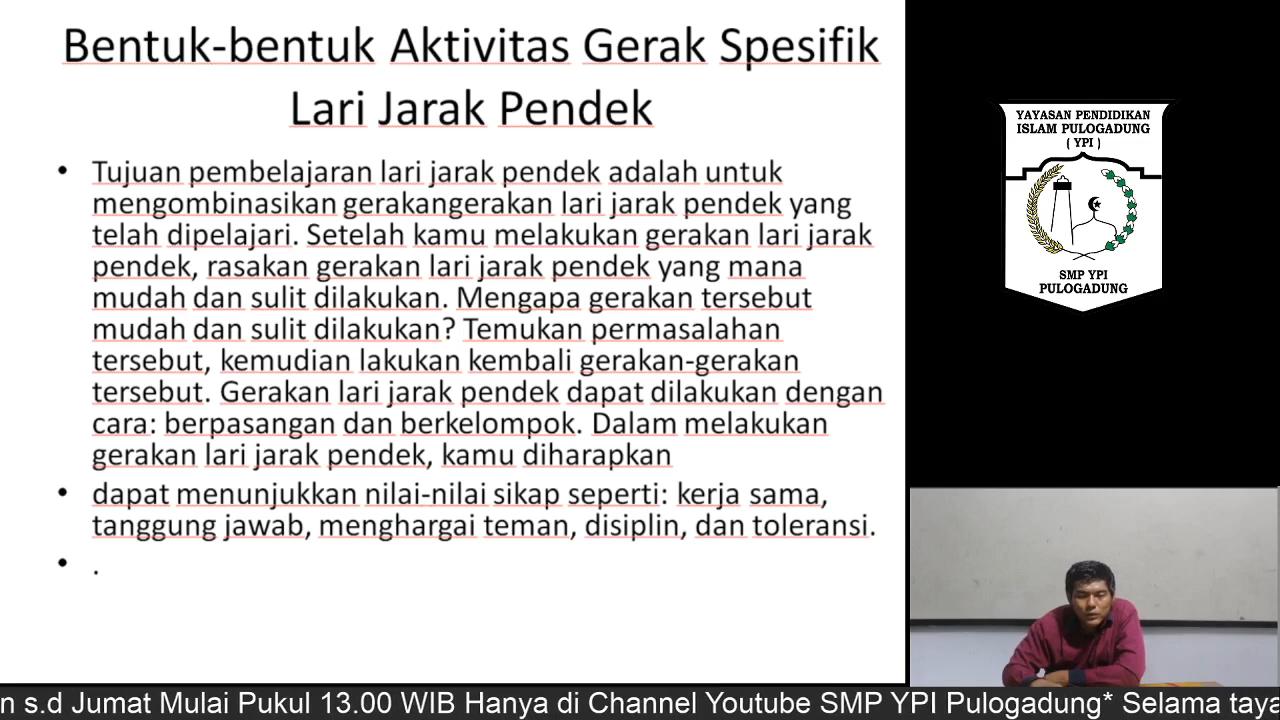 Bentuk-bentuk Aktivitas Gerak Spesifik
Lari Jarak Pendek
• Tujuan pembelajaran lari jarak pendek adalah untuk
mengombinasikan gerakangerakan lari jarak pendek yang
telah dipelajari. Setelah kamu melakukan gerakan lari jarak
pendek, rasakan gerakan lari jarak pendek yang mana
mudah dan sulit dilakukan. Mengapa gerakan tersebut
mudah dan sulit dilakukan? Temukan permasalahan
tersebut, kemudian lakukan kembali gerakan-gerakan
tersebut. Gerakan lari jarak pendek dapat dilakukan dengan
cara: berpasangan dan berkelompok. Dalam melakukan
gerakan lari jarak pendek, kamu diharapkan
• dapat menunjukkan nilai-nilai sikap seperti: kerja sama,
tanggung jawab, menghargai teman, disiplin, dan toleransi.
• .
YAYASAN PENDIDIKAN
ISLAM PULOGADUNG
( YPI )
SMP YPI
PULOGADUNG
n s.d Jumat Mulai Pukul 13.00 WIB Hanya di Channel Youtube SMP YPI Pulogadung* Selama taya